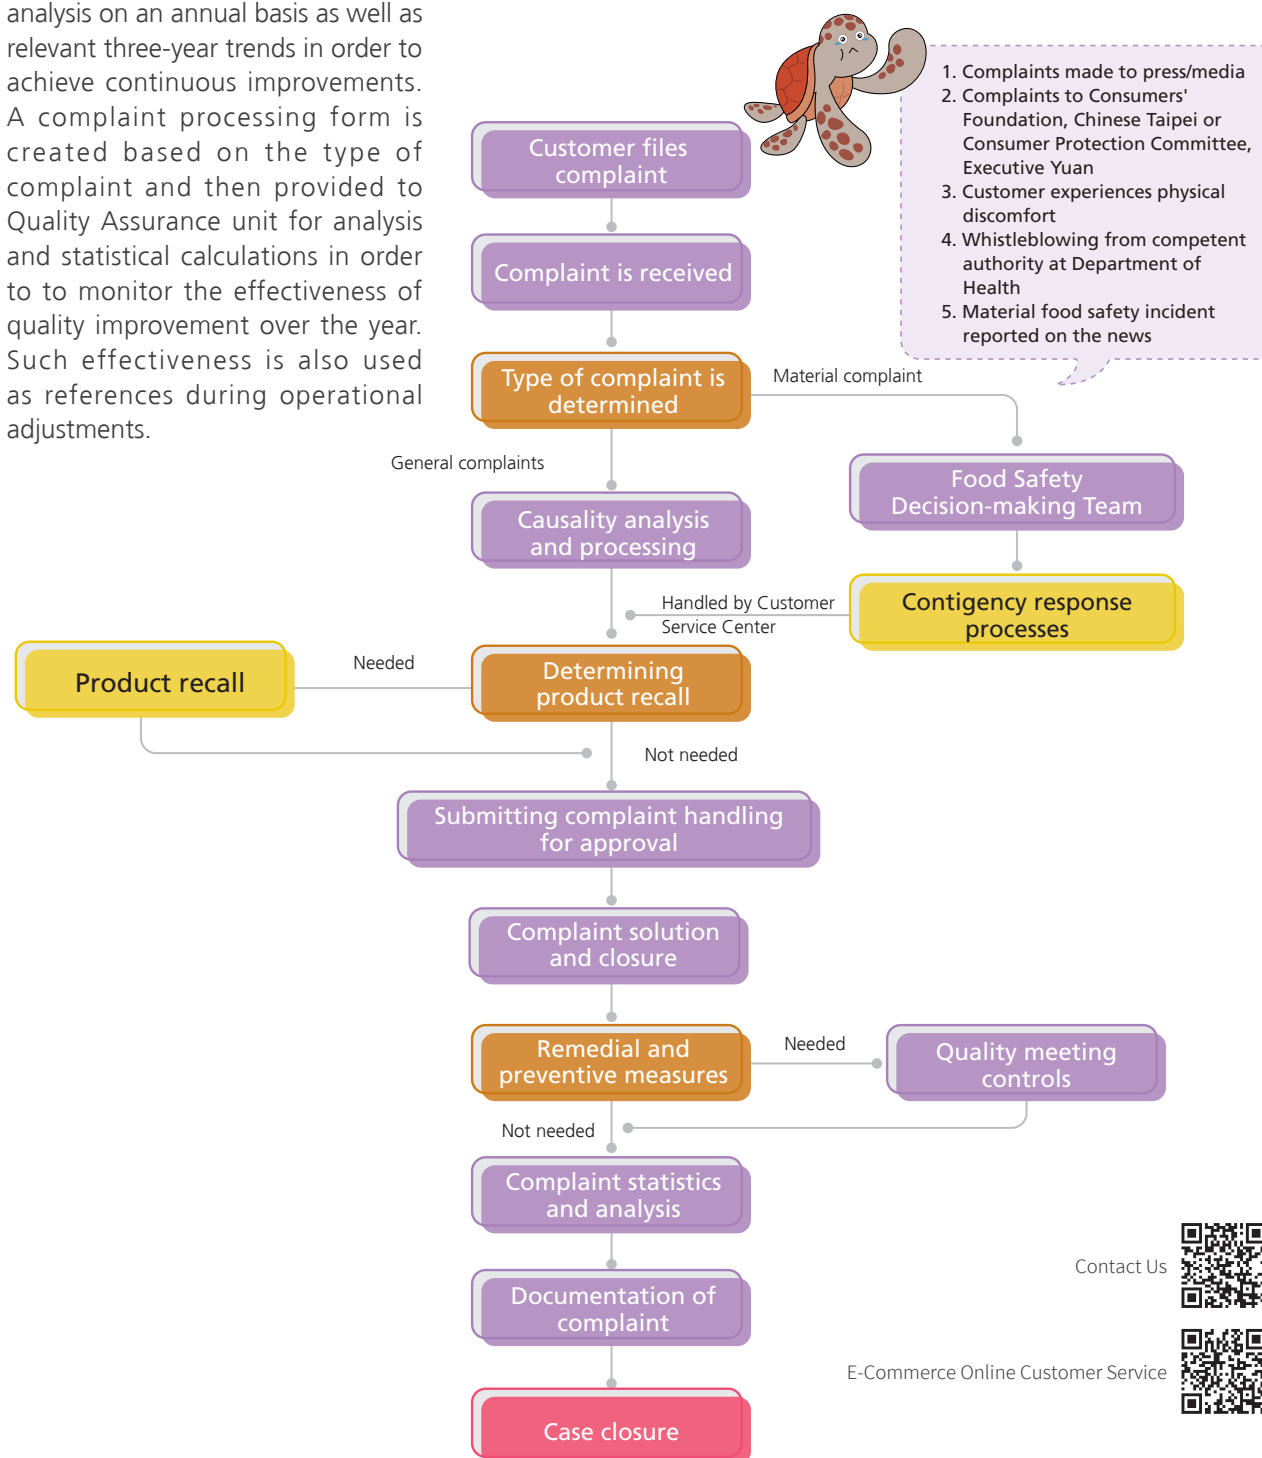 analysis on an annual basis as well as
relevant three-year trends in order to
achieve continuous improvements.
A complaint processing form is
created based on the type of
complaint and then provided to
Quality Assurance unit for analysis
and statistical calculations in order
to to monitor the effectiveness of
quality improvement over the year.
Such effectiveness is also used
as references during operational
adjustments.
1. Complaints made to press/media
2. Complaints to Consumers'
Foundation, Chinese Taipei or
Consumer Protection Committee,
Executive Yuan
3. Customer experiences physical
discomfort
4. Whistleblowing from competent
authority at Department of
Health
5. Material food safety incident
reported on the news
Customer files
complaint
Complaint is received
Type of complaint is
determined
Material complaint
General complaints
Food Safety
Decision-making Team
Causality analysis
and processing
Contigency response
processes
Handled by Customer
Service Center
Determining
product recall
Needed
Product recall
Not needed
Submitting complaint handling
for approval
Complaint solution
and closure
Remedial and
preventive measures
Needed
Quality meeting
controls
Not needed
Complaint statistics
and analysis
Documentation of
complaint
Case closure
Contact Us
E-Commerce Online Customer Service